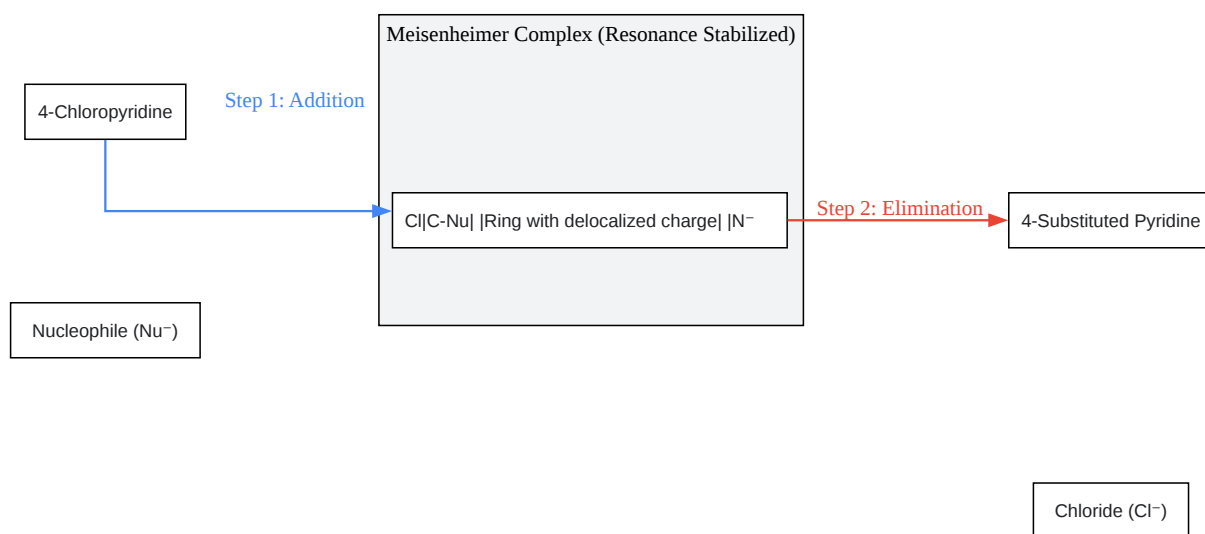 Meisenheimer Complex (Resonance Stabilized)
4-Chloropyridine
Step 1: Addition
Cl|C-Nu| |Ring with delocalized charge| |N⁻
Step 2: Elimination
4-Substituted Pyridine
Nucleophile (Nu⁻)
Chloride (Cl⁻)